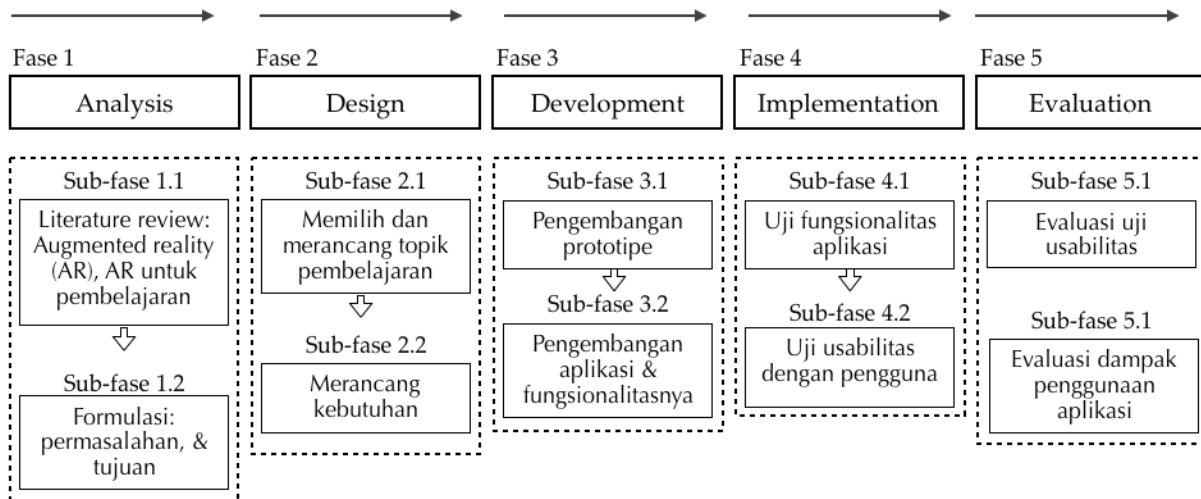 Fase 1
Analysis
Sub-fase 1.1
Literature review:
Augmented reality
(AR), AR untuk
pembelajaran
Sub-fase 1.2
Formulasi:
permasalahan, &
tujuan
Fase 2
Design
Sub-fase 2.1
Memilih dan
merancang topik
pembelajaran
Sub-fase 2.2
Merancang
kebutuhan
Fase 3
Development
Sub-fase 3.1
Pengembangan
prototipe
Sub-fase 3.2
Pengembangan
aplikasi &
fungsionalitasnya
Fase 4
Implementation
Sub-fase 4.1
Uji fungsionalitas
aplikasi
Sub-fase 4.2
Uji usabilitas
dengan pengguna
Fase 5
Evaluation
Sub-fase 5.1
Evaluasi uji
usabilitas
Sub-fase 5.1
Evaluasi dampak
penggunaan
aplikasi